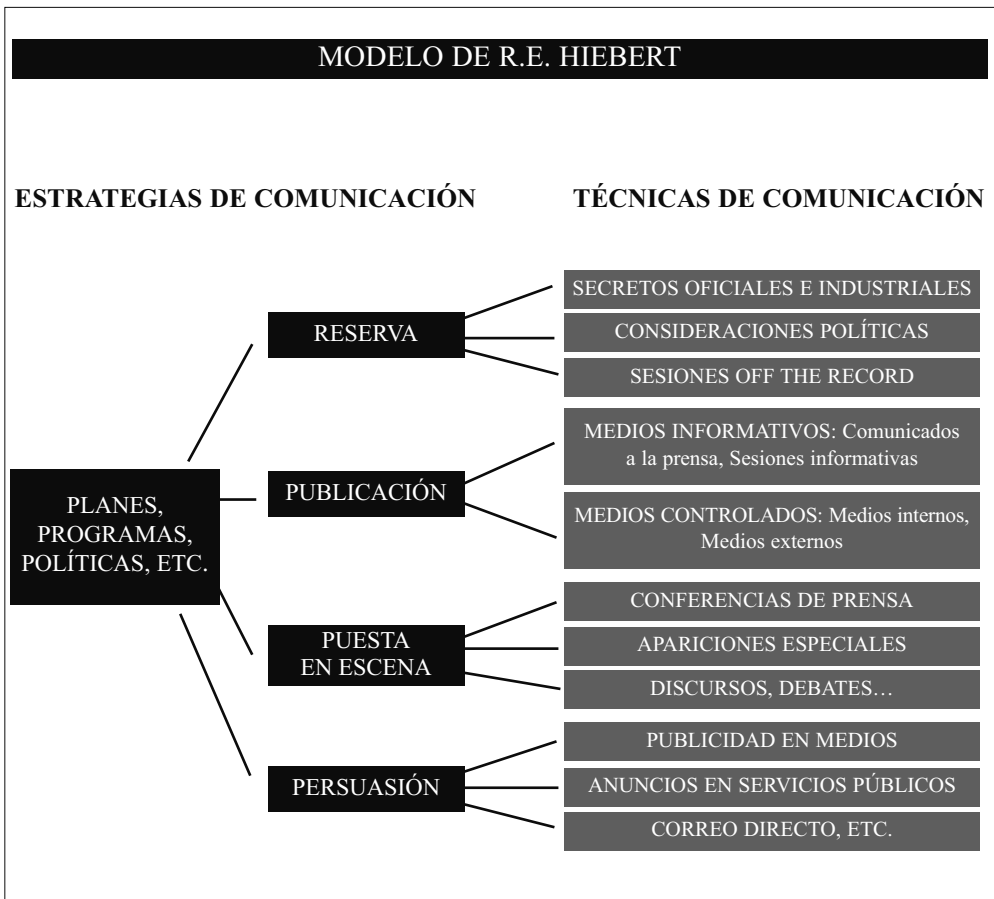 MODELO DE R.E. HIEBERT
ESTRATEGIAS DE COMUNICACIÓN
TÉCNICAS DE COMUNICACIÓN
PLANES,
PROGRAMAS,
POLÍTICAS, ETC.
RESERVA
SECRETOS OFICIALES E INDUSTRIALES
CONSIDERACIONES POLÍTICAS
SESIONES OFF THE RECORD
PUBLICACIÓN
MEDIOS INFORMATIVOS: Comunicados
a la prensa, Sesiones informativas
MEDIOS CONTROLADOS: Medios internos,
Medios externos
PUESTA
EN ESCENA
CONFERENCIAS DE PRENSA
APARICIONES ESPECIALES
DISCURSOS, DEBATES…
PERSUASIÓN
PUBLICIDAD EN MEDIOS
ANUNCIOS EN SERVICIOS PÚBLICOS
CORREO DIRECTO, ETC.